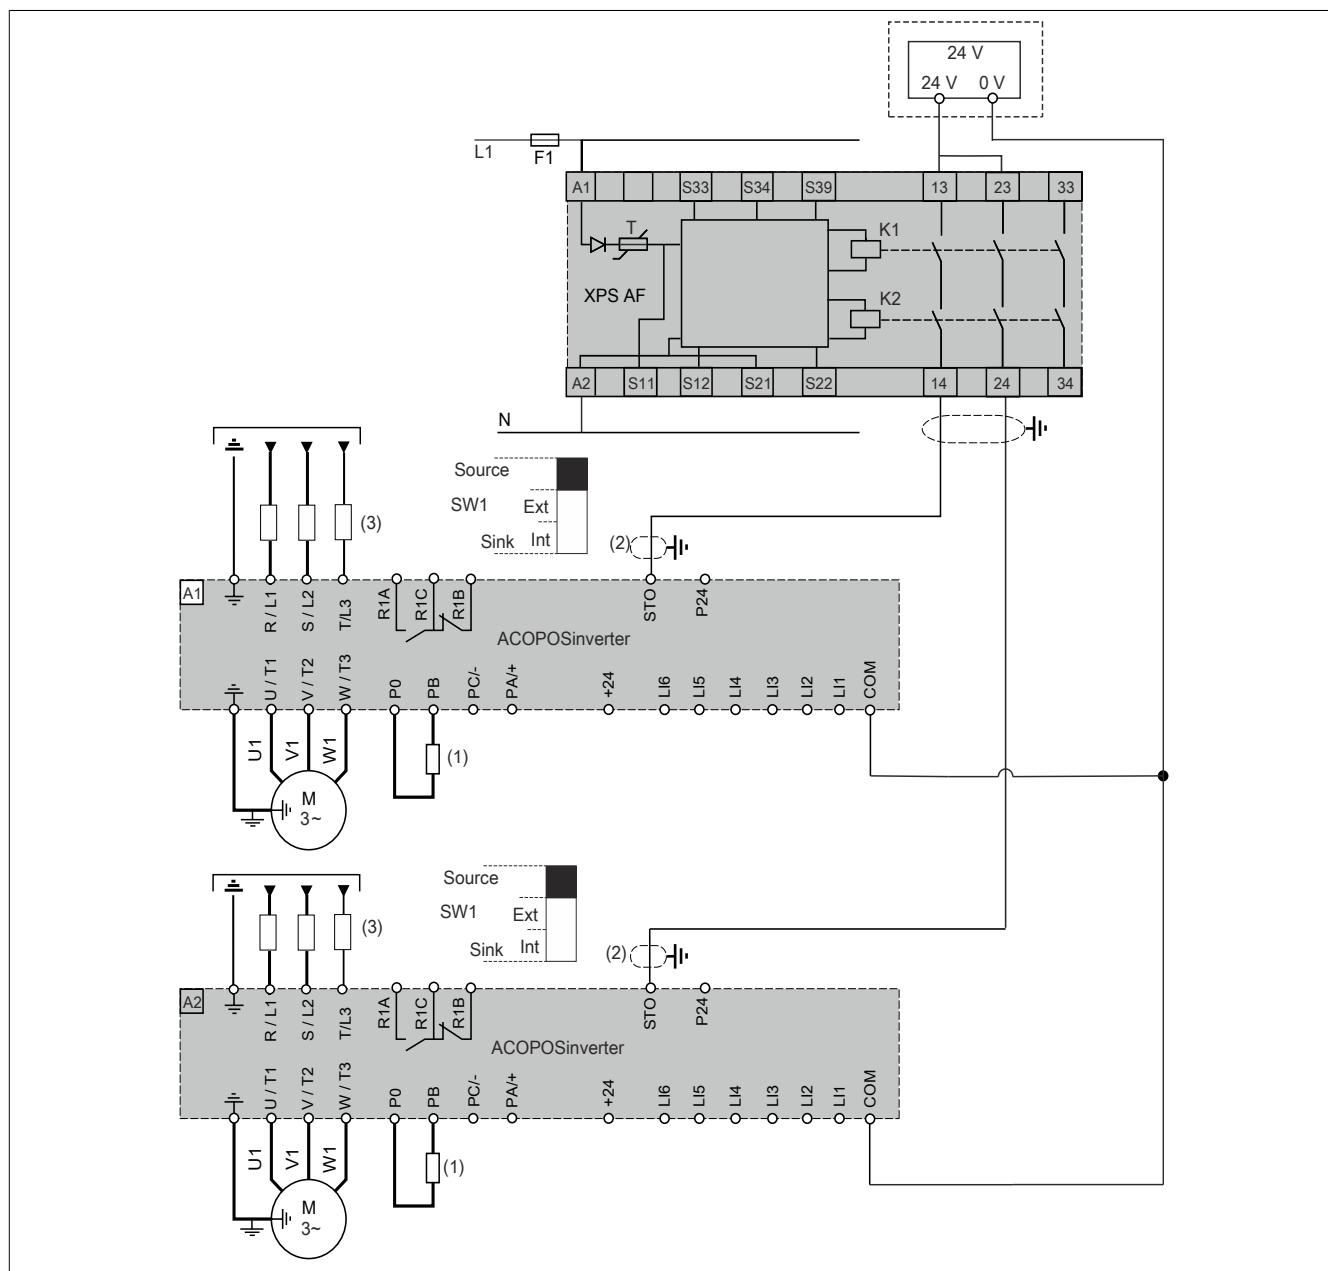 24 V
24 V 0 V
L1
F1
A1 S33 S34 S39 13 23 33
T
K1
XPS AF
K2
A2 S11 S12 S21 S22 14 24 34
N
Source
SW1 Ext
Sink Int
(3)
(2)
A1
R / L1 S / L2 T/L3 R1A R1C R1B STO P24
ACOPOSinverter
U / T1 V / T2 W / T3 P0 PB PC/- PA/+ +24 LI6 LI5 LI4 LI3 LI2 LI1 COM
U1 V1 W1
(1)
M
3~
Source
SW1 Ext
Sink Int
(3)
(2)
A2
R / L1 S / L2 T/L3 R1A R1C R1B STO P24
ACOPOSinverter
U / T1 V / T2 W / T3 P0 PB PC/- PA/+ +24 LI6 LI5 LI4 LI3 LI2 LI1 COM
U1 V1 W1
(1)
M
3~